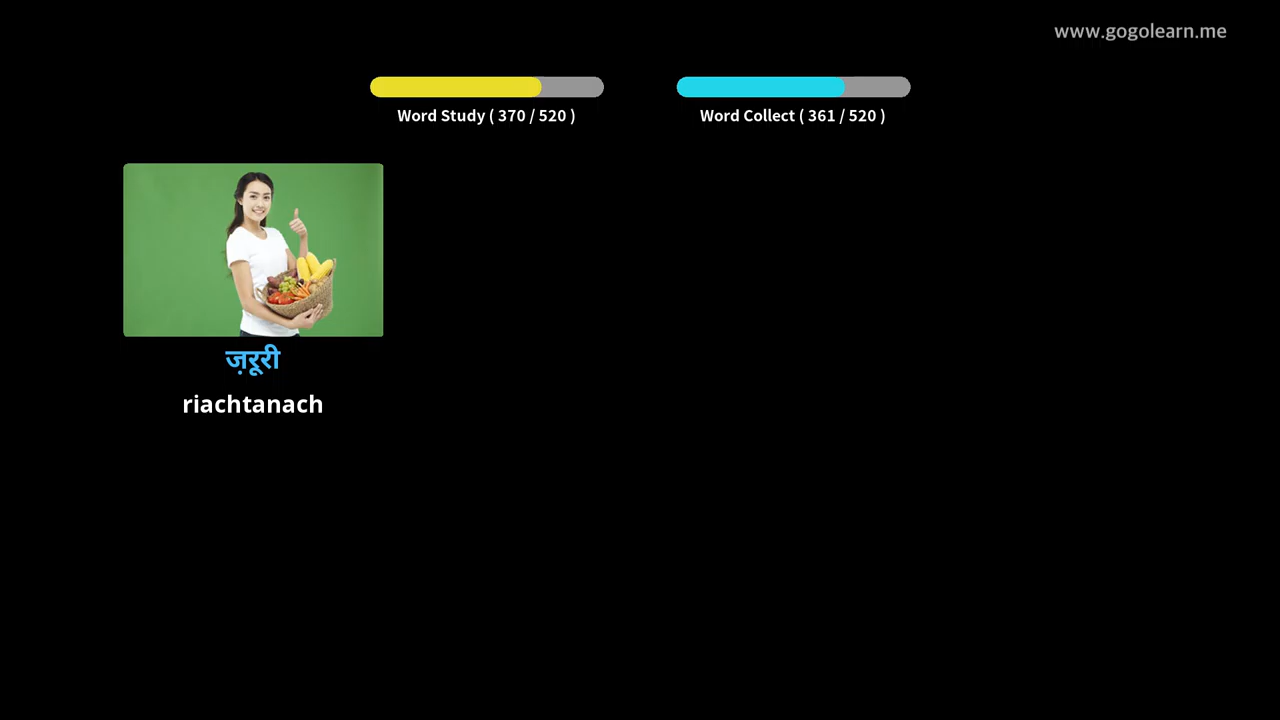 www.gogolearn.me
Word Study ( 370 / 520 )
Word Collect ( 361 / 520 )
ज़रूरी
riachtanach